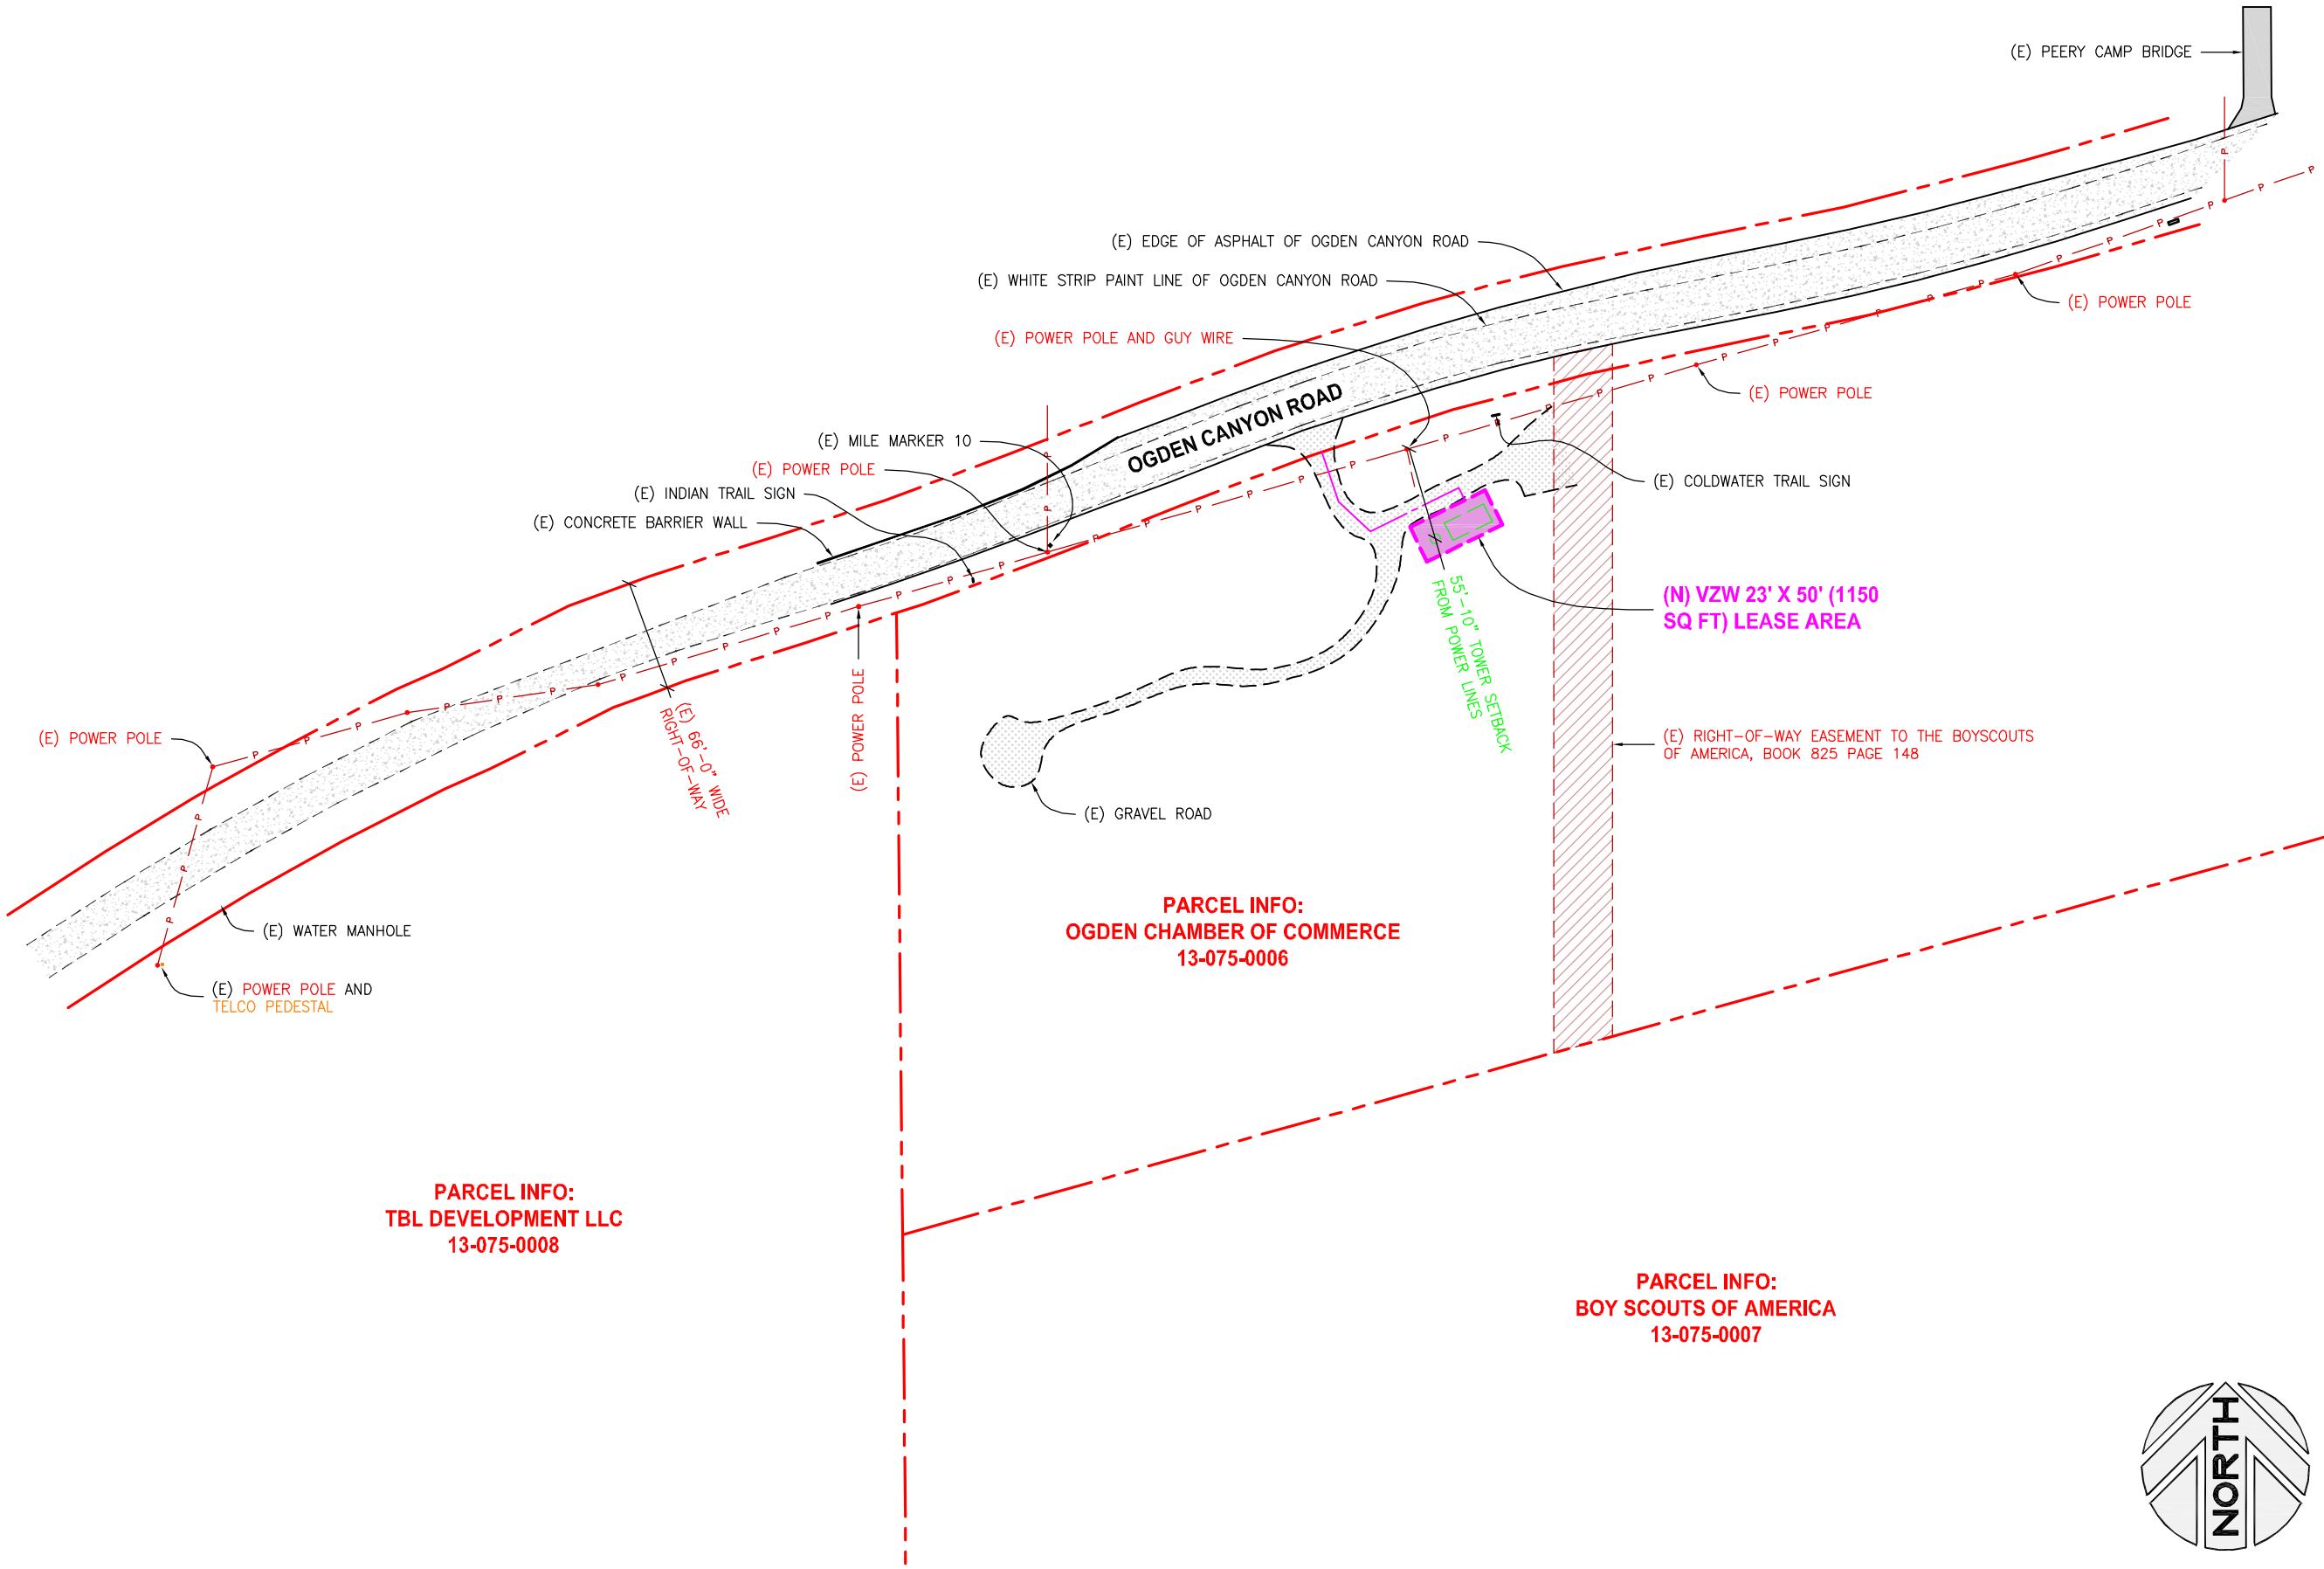 (E) PEERY CAMP BRIDGE
(E) EDGE OF ASPHALT OF OGDEN CANYON ROAD
(E) WHITE STRIP PAINT LINE OF OGDEN CANYON ROAD
(E) POWER POLE
(E) POWER POLE AND GUY WIRE
(E) POWER POLE
OGDEN CANYON ROAD
(E) MILE MARKER 10
(E) POWER POLE
(E) COLDWATER TRAIL SIGN
(E) INDIAN TRAIL SIGN
(E) CONCRETE BARRIER WALL
(N) VZW 23' X 50' (1150
SQ FT) LEASE AREA
55'-10" TOWER SETBACK
FROM POWER LINES
(E) POWER POLE
(E) 66'-0" WIDE
RIGHT-OF-WAY
(E) POWER POLE
(E) RIGHT-OF-WAY EASEMENT TO THE BOYSCOUTS
OF AMERICA, BOOK 825 PAGE 148
(E) GRAVEL ROAD
PARCEL INFO:
OGDEN CHAMBER OF COMMERCE
13-075-0006
(E) WATER MANHOLE
(E) POWER POLE AND
TELCO PEDESTAL
PARCEL INFO:
TBL DEVELOPMENT LLC
13-075-0008
PARCEL INFO:
BOY SCOUTS OF AMERICA
13-075-0007
NORTH